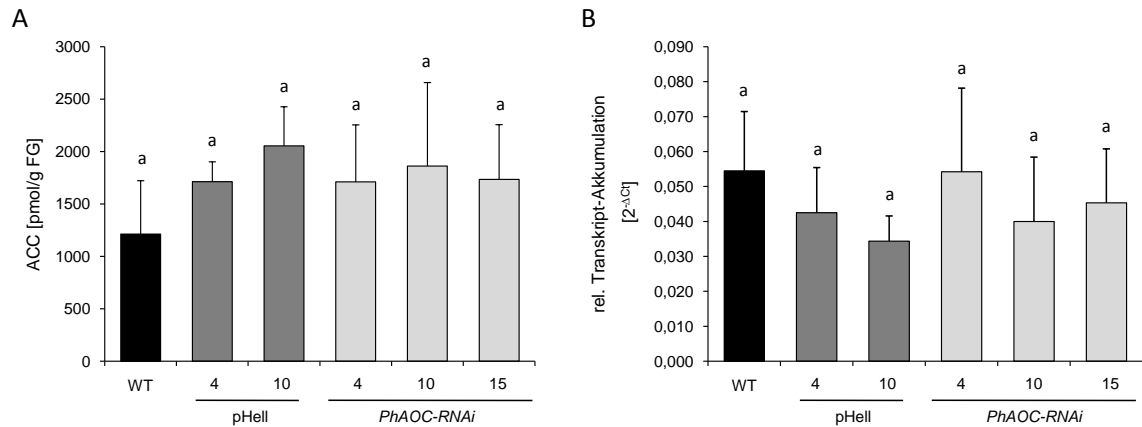 A
ACC [pmol/g FG]
3000
2500
2000
1500
1000
500
0
a
a
a
a
a
a
WT
4
10
4
10
15
pHell
PhAOC-RNAi
B
rel. Transkript-Akkumulation
[2-ΔCt]
0,090
0,080
0,070
0,060
0,050
0,040
0,030
0,020
0,010
0,000
a
a
a
a
a
a
WT
4
10
4
10
15
pHell
PhAOC-RNAi